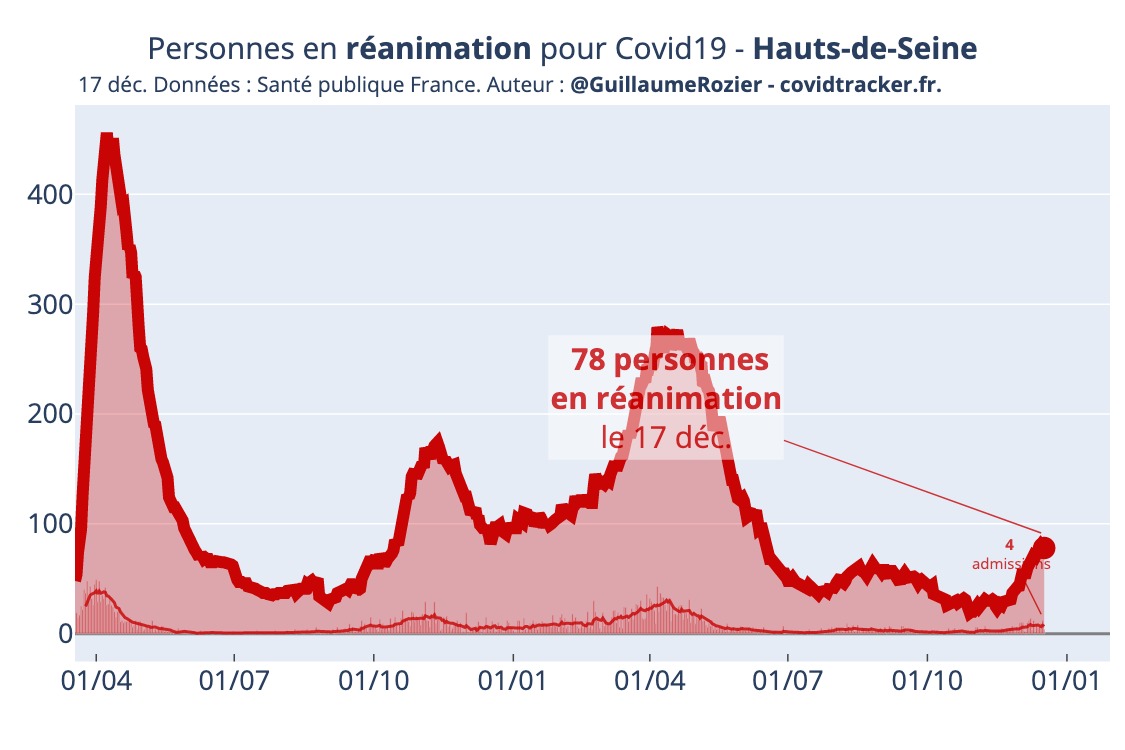 Personnes en réanimation pour Covid19 - Hauts-de-Seine
17 déc. Données : Santé publique France. Auteur : @GuillaumeRozier - covidtracker.fr.
400
300
200
100
0
78 personnes
en réanimation
le 17 déc.
4
admissions
01/04 01/07 01/10 01/01 01/04 01/07 01/10 01/01